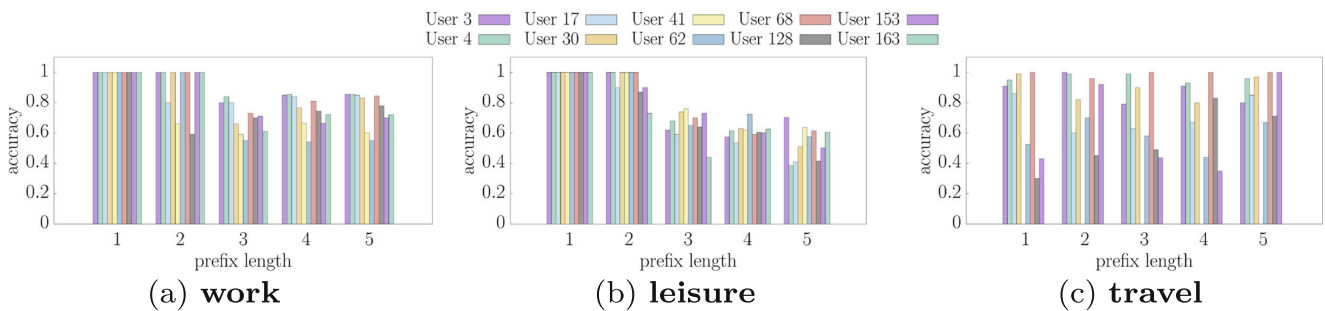 User 3 User 17 User 41 User 68 User 153
User 4 User 30 User 62 User 128 User 163
accuracy
1
0.8
0.6
0.4
0.2
0
1 2 3 4 5
prefix length
(a) work
accuracy
1
0.8
0.6
0.4
0.2
0
1 2 3 4 5
prefix length
(b) leisure
accuracy
1
0.8
0.6
0.4
0.2
0
1 2 3 4 5
prefix length
(c) travel